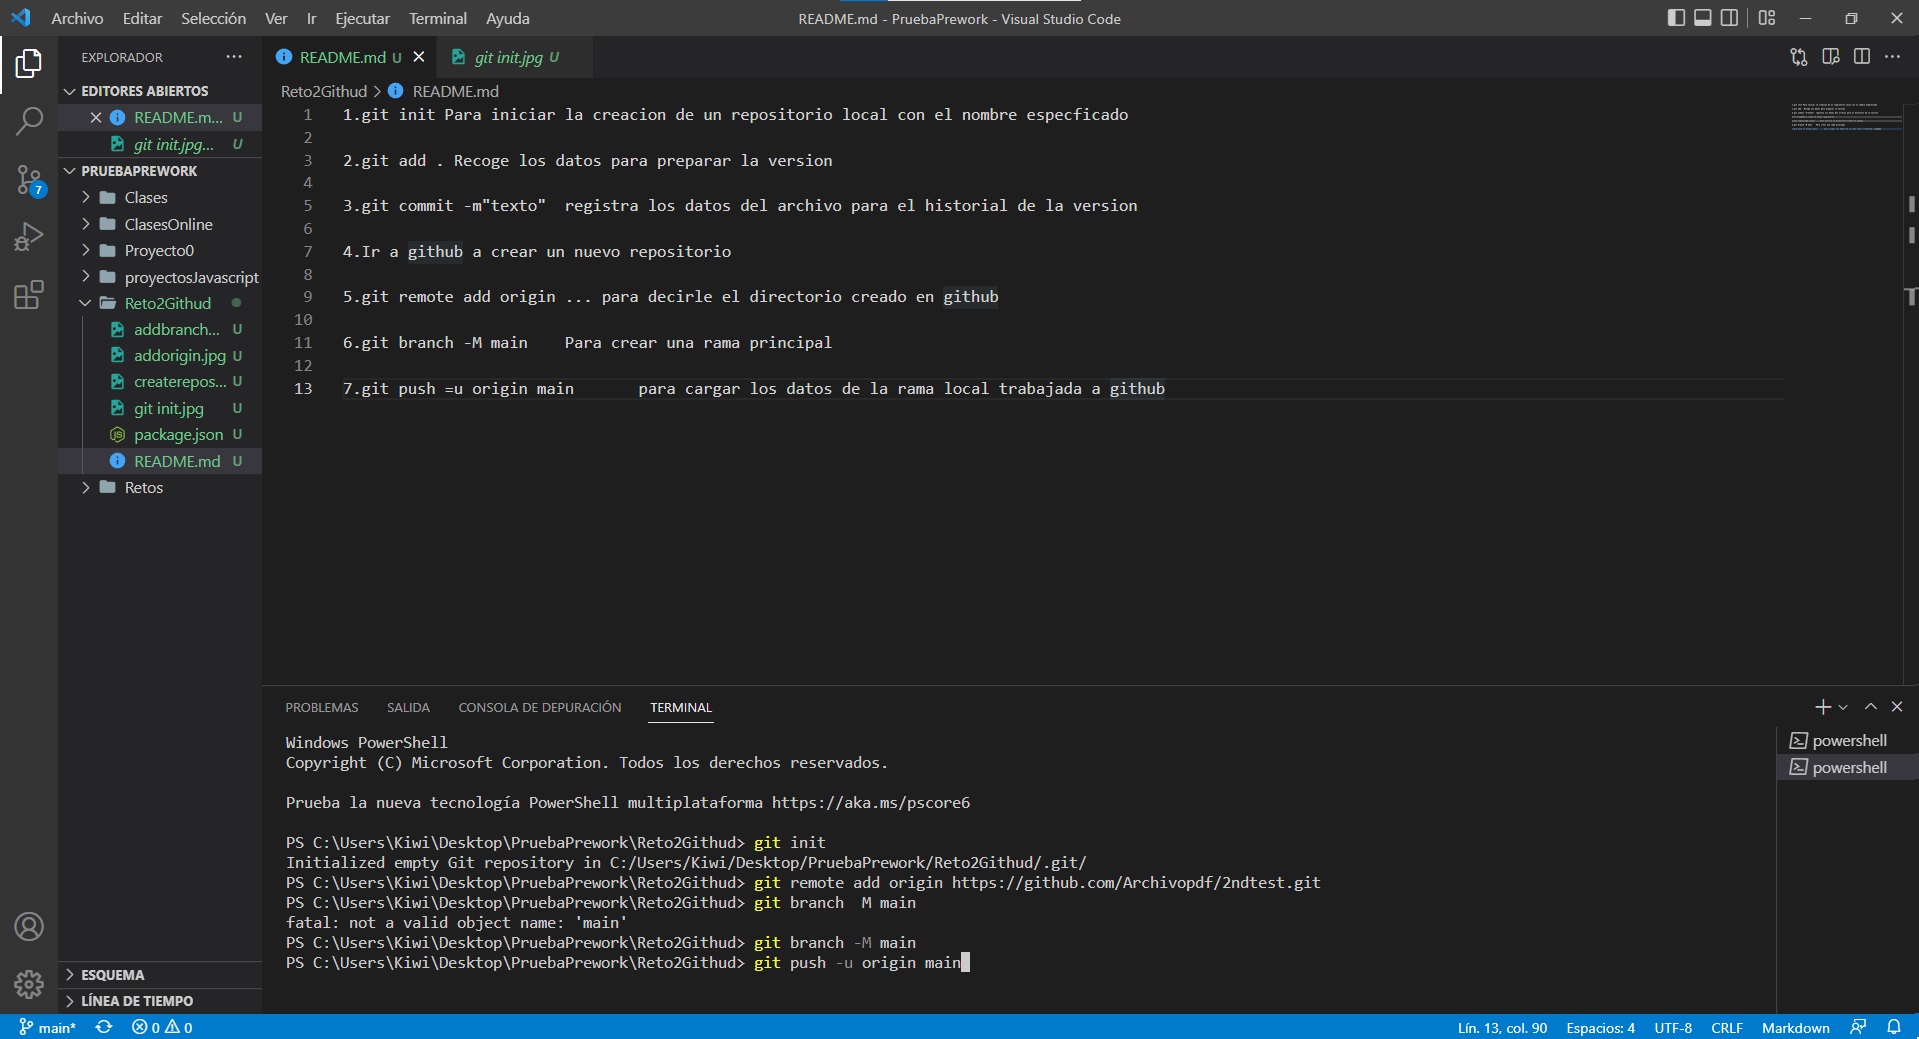 Archivo Editar Selección Ver Ir Ejecutar Terminal Ayuda
README.md - PruebaPrework - Visual Studio Code
EXPLORADOR
EDITORES ABIERTOS
README.m... U
git init.jpg... U
PRUEBAPREWORK
Clases
ClasesOnline
Proyecto0
proyectosJavascript
Reto2Githud
addbranch... U
addorigin.jpg U
createrepos... U
git init.jpg U
package.json U
README.md U
Retos
ESQUEMA
LÍNEA DE TIEMPO
7
README.md U
git init.jpg U
Reto2Githud > README.md
1 1.git init Para iniciar la creacion de un repositorio local con el nombre especficado
2
3 2.git add . Recoge los datos para preparar la version
4
5 3.git commit -m"texto"  registra los datos del archivo para el historial de la version
6
7 4.Ir a github a crear un nuevo repositorio
8
9 5.git remote add origin ... para decirle el directorio creado en github
10
11 6.git branch -M main    Para crear una rama principal
12
13 7.git push =u origin main       para cargar los datos de la rama local trabajada a github
PROBLEMAS SALIDA CONSOLA DE DEPURACIÓN TERMINAL
Windows PowerShell
Copyright (C) Microsoft Corporation. Todos los derechos reservados.
Prueba la nueva tecnología PowerShell multiplataforma https://aka.ms/pscore6
PS C:\Users\Kiwi\Desktop\PruebaPrework\Reto2Githud> git init
Initialized empty Git repository in C:/Users/Kiwi/Desktop/PruebaPrework/Reto2Githud/.git/
PS C:\Users\Kiwi\Desktop\PruebaPrework\Reto2Githud> git remote add origin https://github.com/Archivopdf/2ndtest.git
PS C:\Users\Kiwi\Desktop\PruebaPrework\Reto2Githud> git branch  M main
fatal: not a valid object name: 'main'
PS C:\Users\Kiwi\Desktop\PruebaPrework\Reto2Githud> git branch -M main
PS C:\Users\Kiwi\Desktop\PruebaPrework\Reto2Githud> git push -u origin main
powershell
powershell
main* 0 0
Lín. 13, col. 90 Espacios: 4 UTF-8 CRLF Markdown